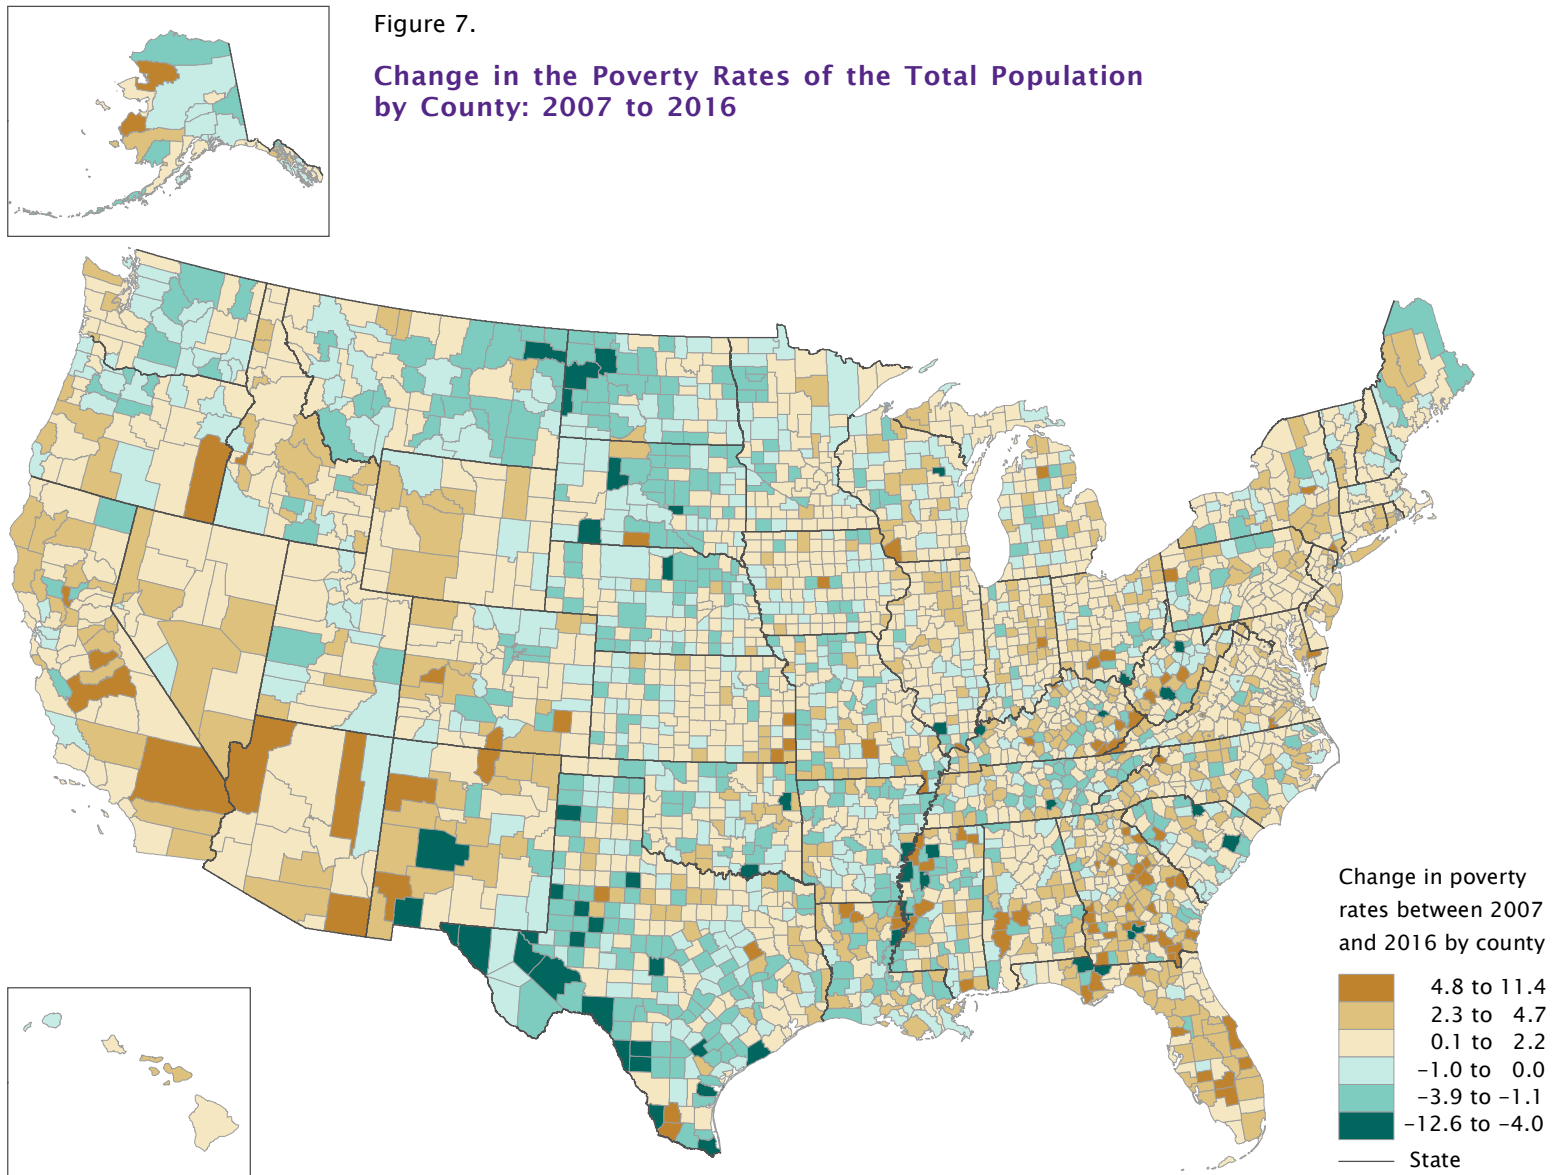 Figure 7.
Change in the Poverty Rates of the Total Population
by County: 2007 to 2016
Change in poverty
rates between 2007
and 2016 by county
4.8 to 11.4
2.3 to 4.7
0.1 to 2.2
−1.0 to 0.0
−3.9 to −1.1
−12.6 to −4.0
State